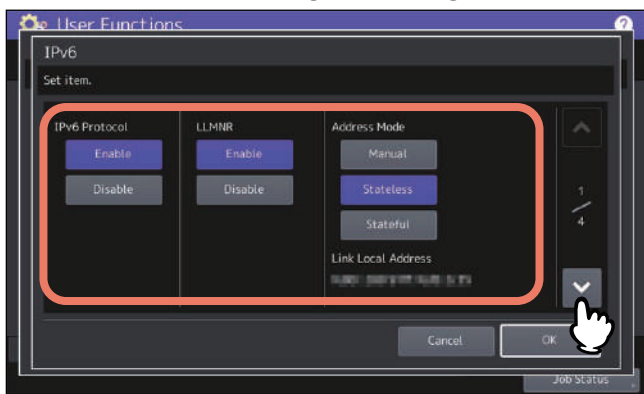 User Functions
?
IPv6
Set item.
IPv6 Protocol
Enable
Disable
LLMNR
Enable
Disable
Address Mode
Manual
Stateless
Stateful
Link Local Address
1
4
Cancel
OK
Job Status